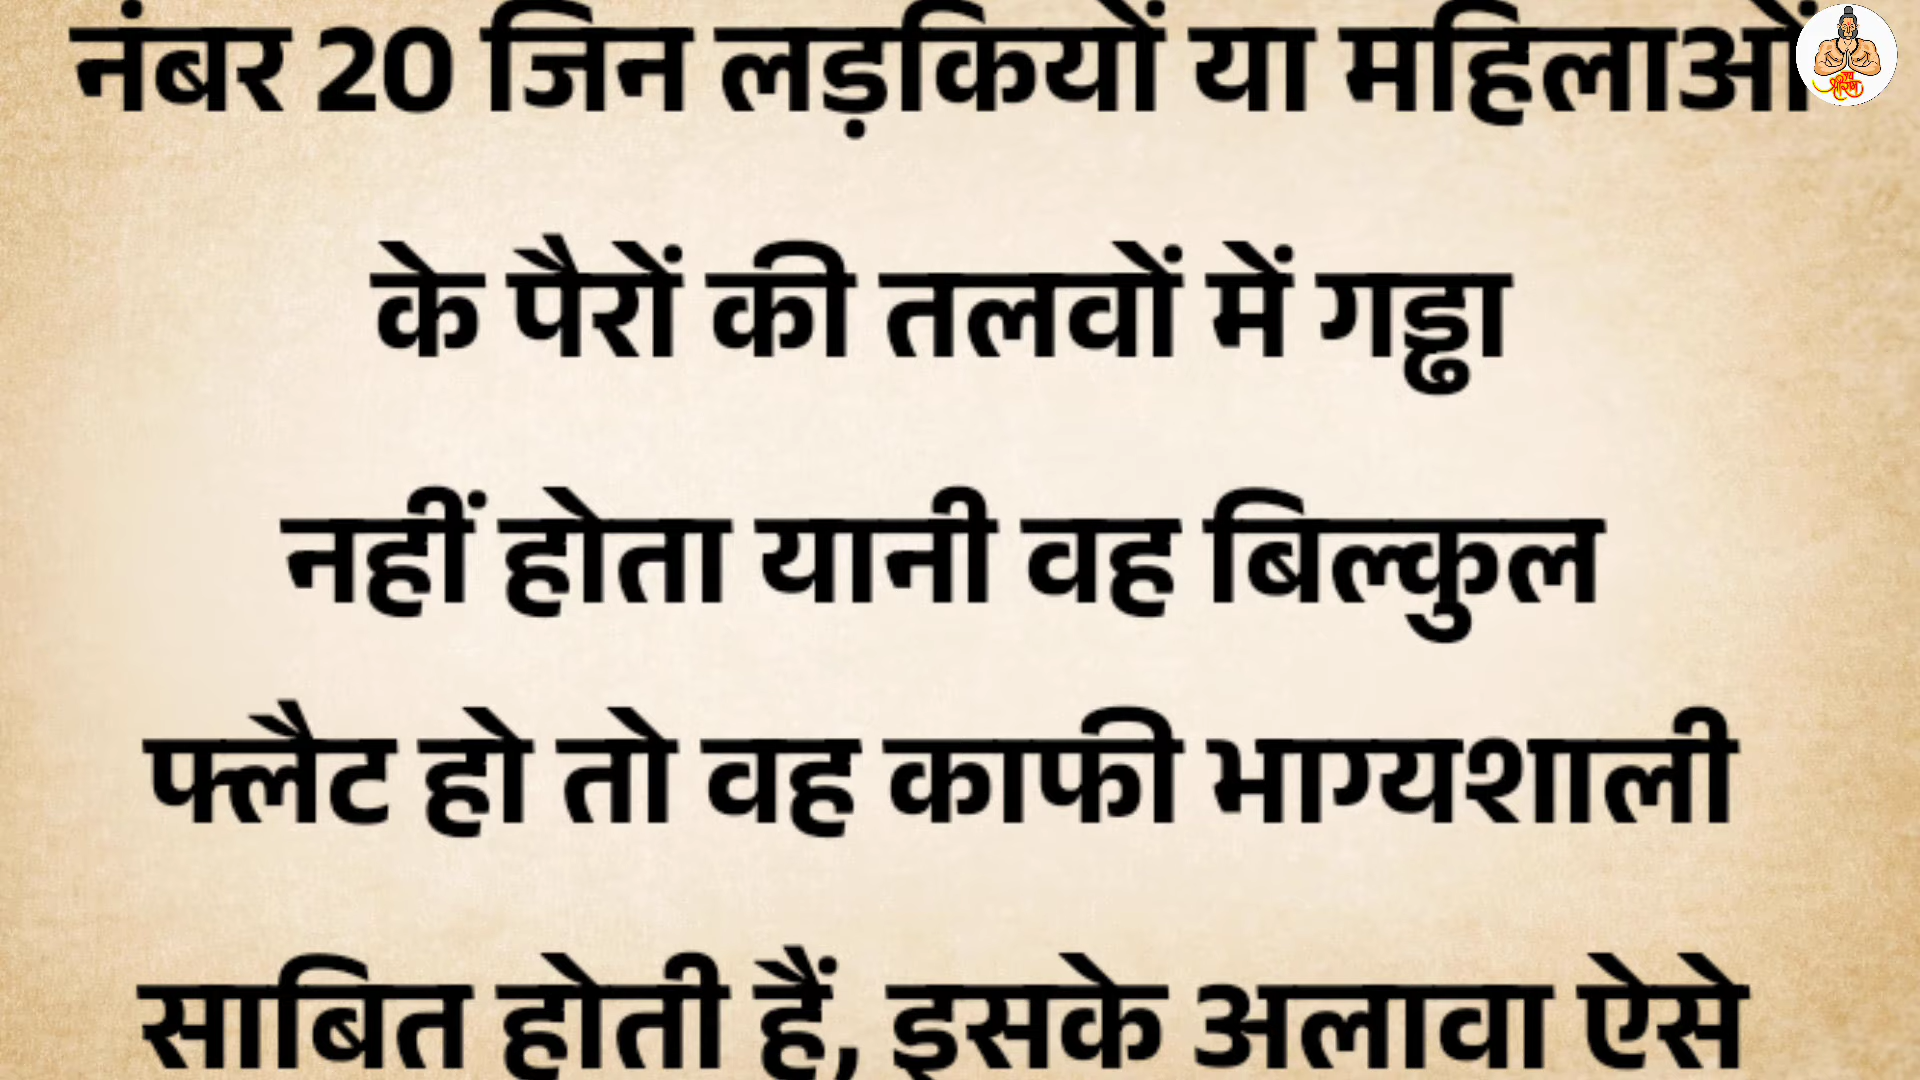 नंबर 20 जिन लड़कियों या महिलाओं
के पैरों की तलवों में गड्ढा
नहीं होता यानी वह बिल्कुल
फ्लैट हो तो वह काफी भाग्यशाली
साबित होती हैं, इसके अलावा ऐसे